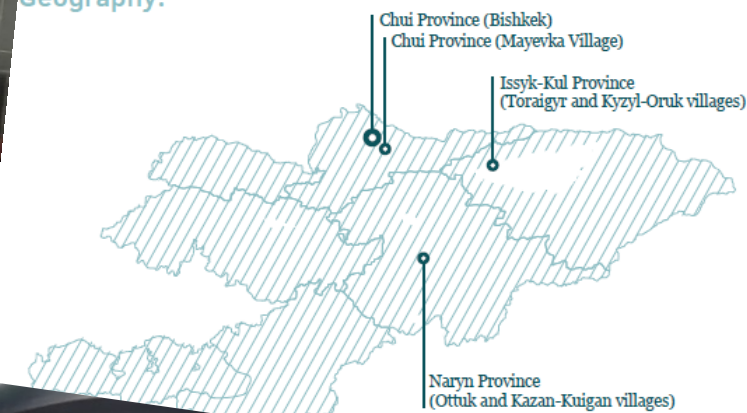 Geography:
Chui Province (Bishkek)
Chui Province (Mayevka Village)
Issyk-Kul Province
(Toraigyr and Kyzyl-Oruk villages)
Naryn Province
(Ottuk and Kazan-Kuigan villages)